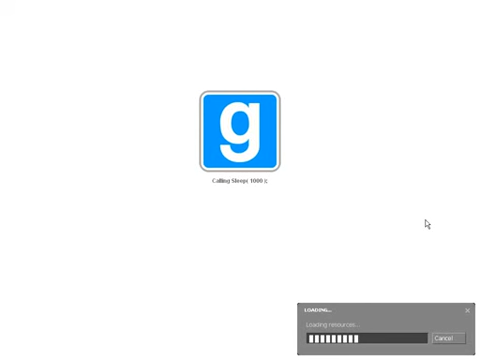 g
Calling Sleep( 1000 );
LOADING...
Loading resources...
Cancel